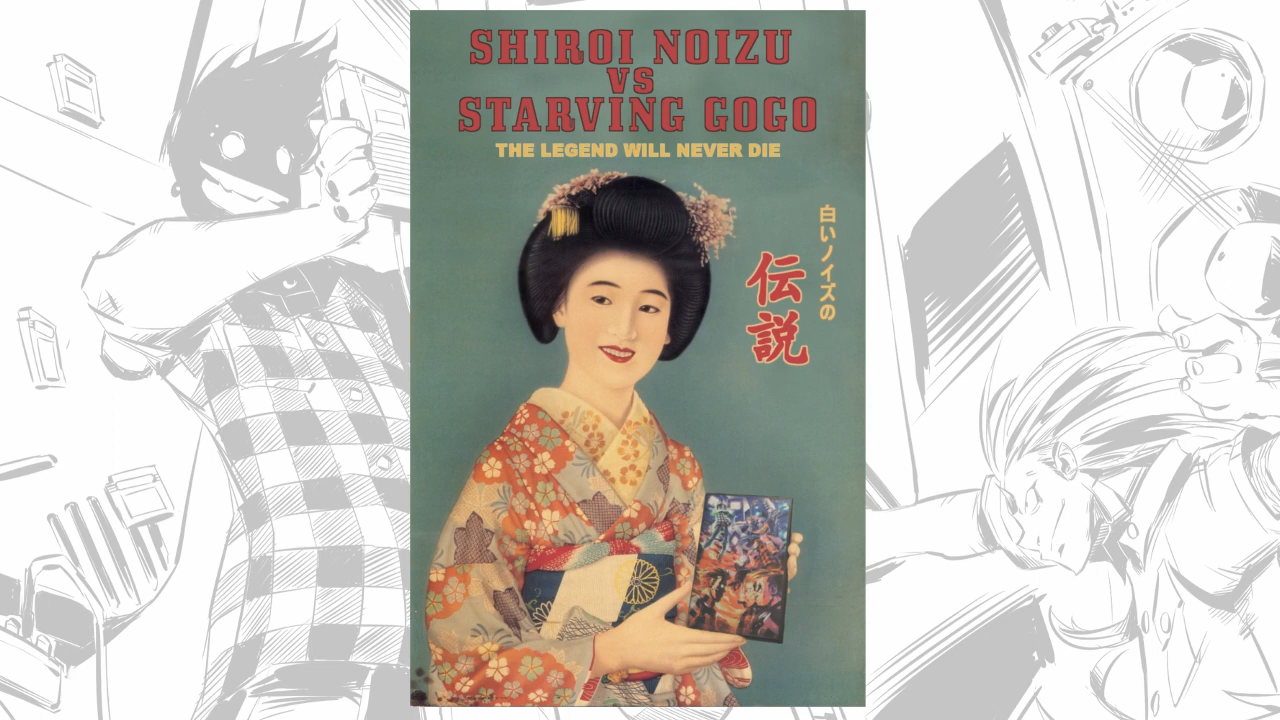 SHIROI NOIZU
VS
STARVING GOGO
THE LEGEND WILL NEVER DIE
白いノイズの
伝説